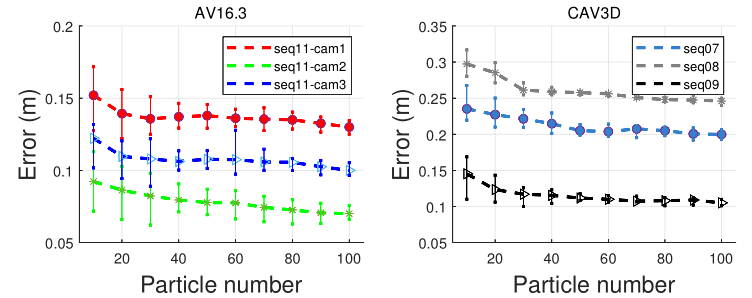 AV16.3
0.2
0.15
0.1
0.05
Error (m)
seq11-cam1
seq11-cam2
seq11-cam3
20 40 60 80 100
Particle number
CAV3D
0.35
0.3
0.25
0.2
0.15
0.1
0.05
Error (m)
seq07
seq08
seq09
20 40 60 80 100
Particle number